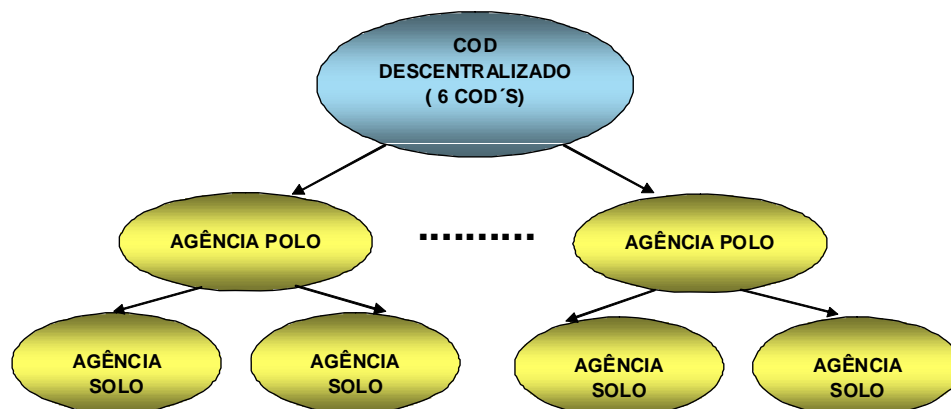 COD
DESCENTRALIZADO
( 6 COD´S)
AGÊNCIA POLO
AGÊNCIA POLO
AGÊNCIA
SOLO
AGÊNCIA
SOLO
AGÊNCIA
SOLO
AGÊNCIA
SOLO